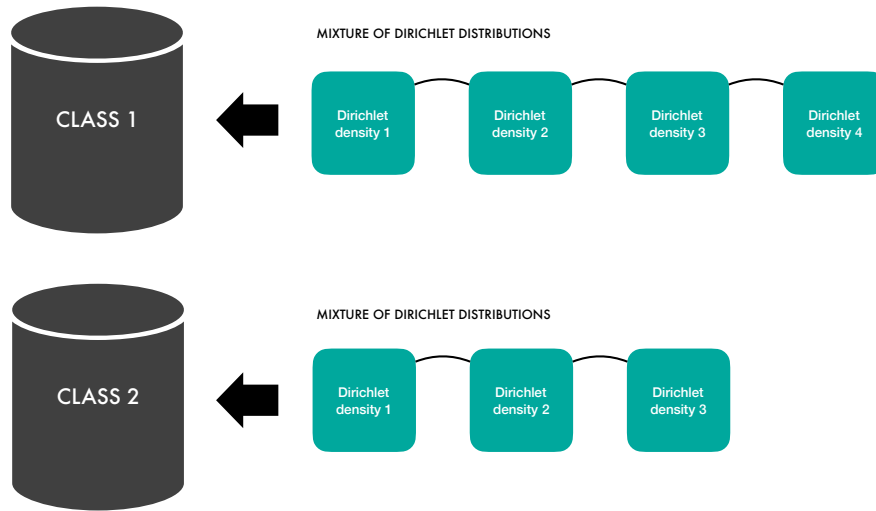 MIXTURE OF DIRICHLET DISTRIBUTIONS
CLASS 1
Dirichlet
density 1
Dirichlet
density 2
Dirichlet
density 3
Dirichlet
density 4
MIXTURE OF DIRICHLET DISTRIBUTIONS
CLASS 2
Dirichlet
density 1
Dirichlet
density 2
Dirichlet
density 3